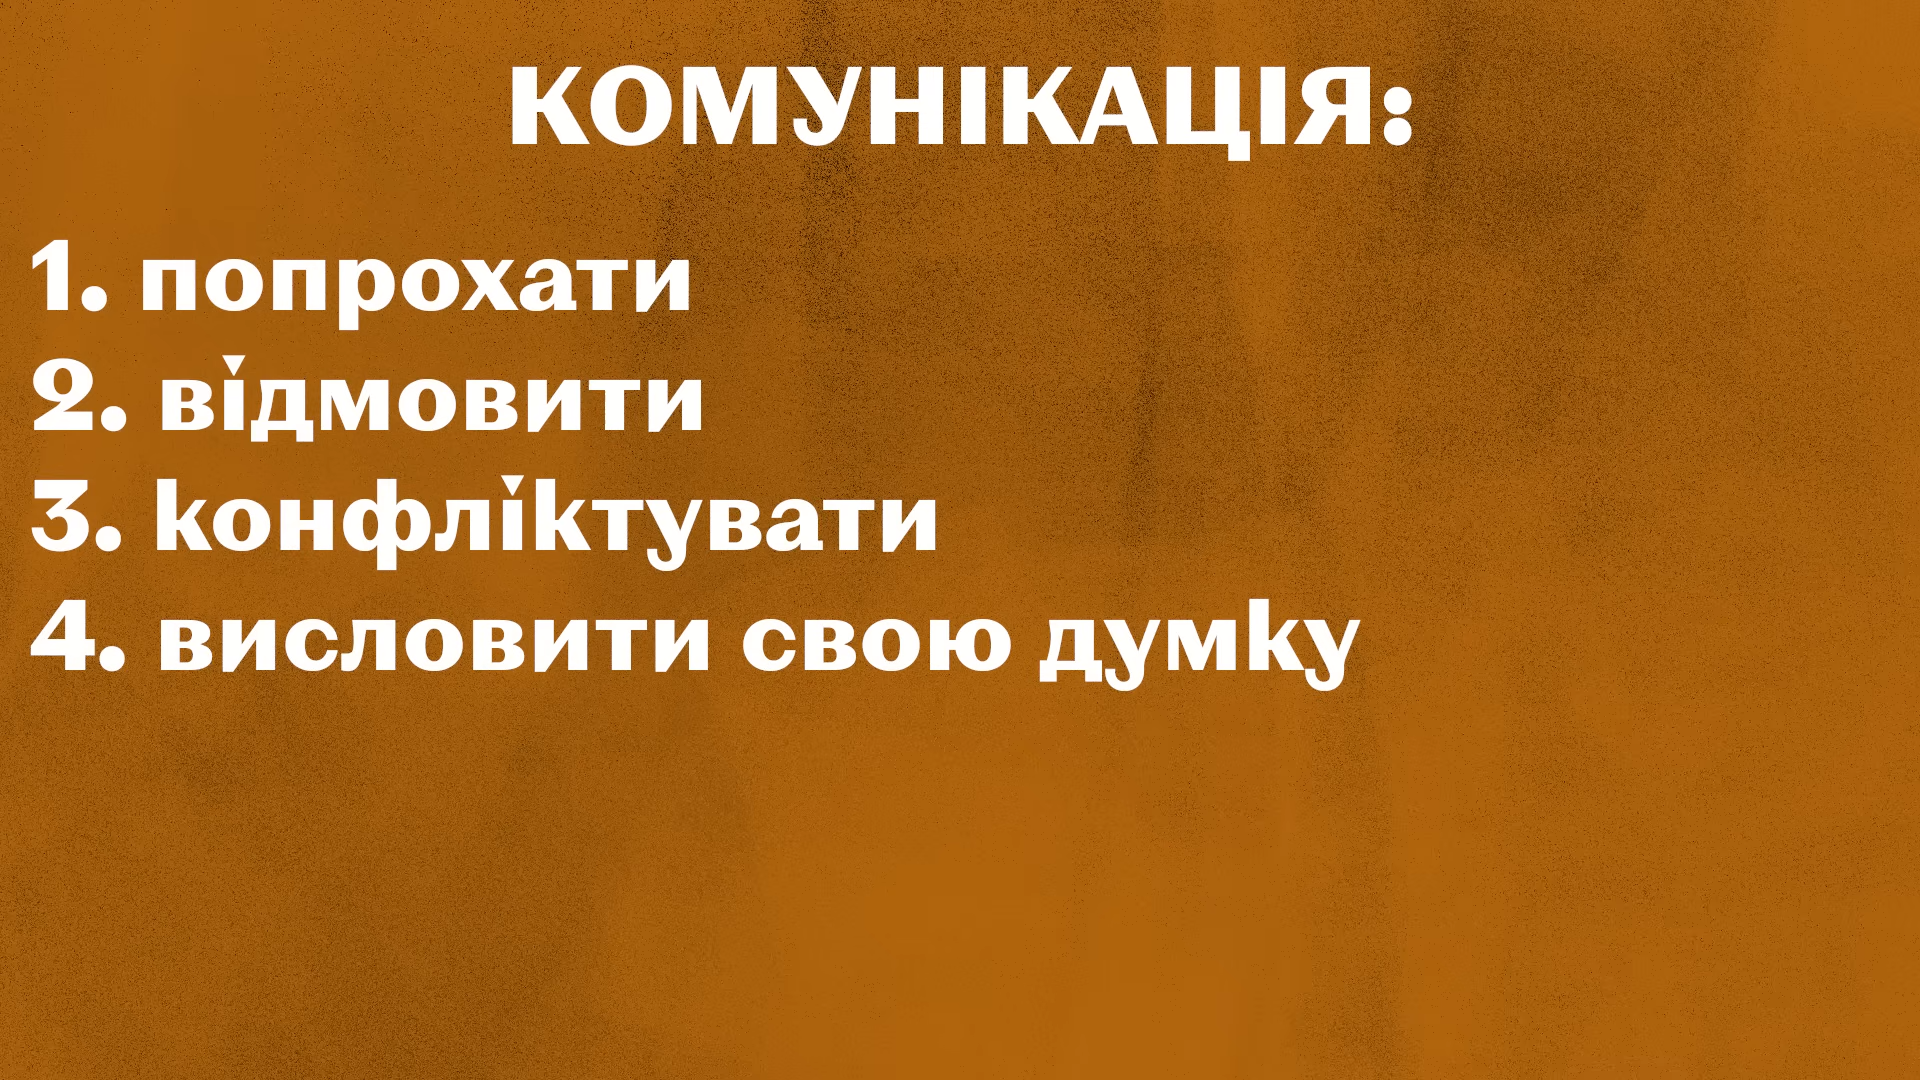 КОМУНІКАЦІЯ:
1. попрохати
2. відмовити
3. конфліктувати
4. висловити свою думку